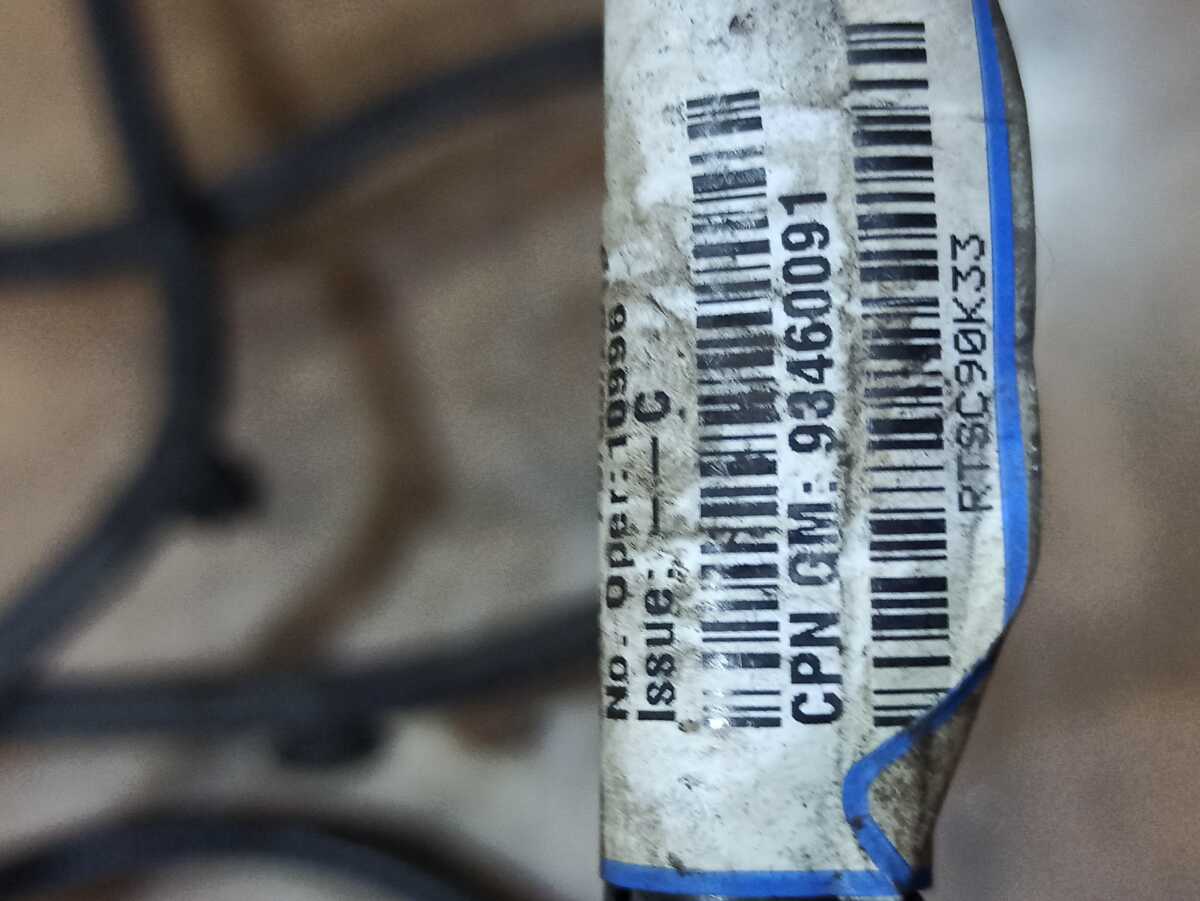 No. Oper:10996
Issue: ———C
CPN GM: 93460091
RTSC90K33